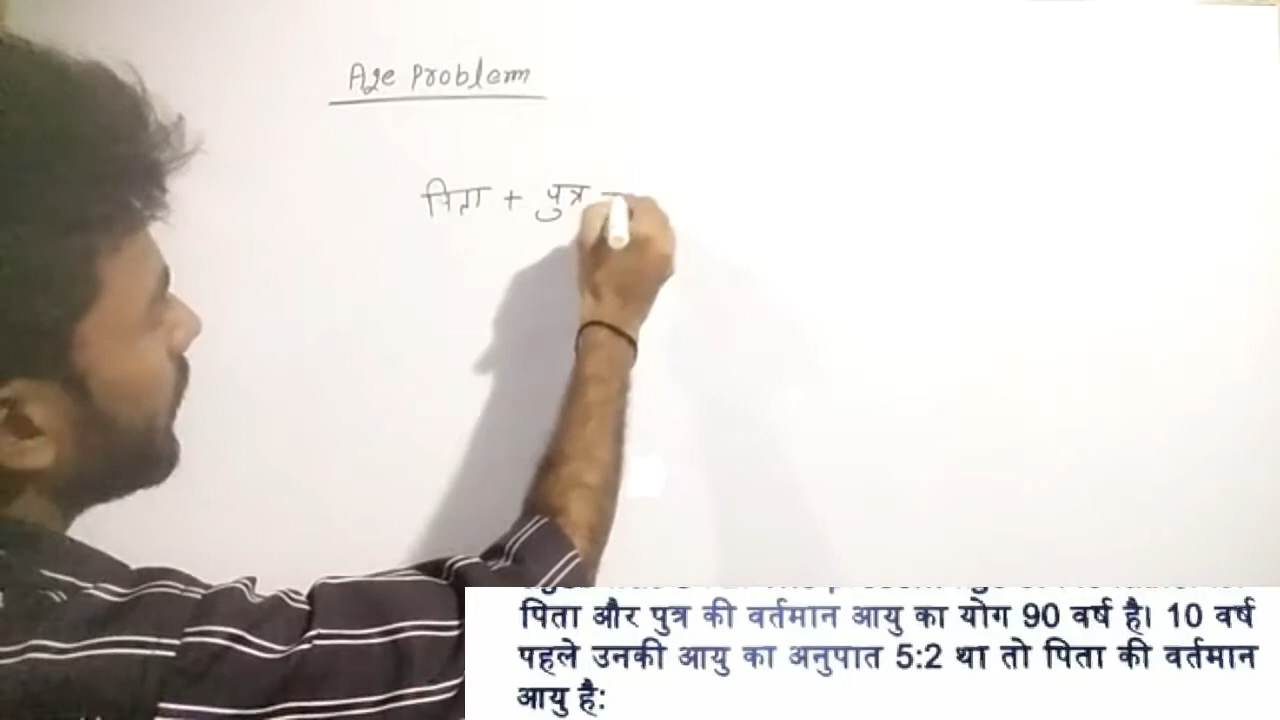 Age Problem
पिता + पुत्र =
पिता और पुत्र की वर्तमान आयु का योग 90 वर्ष है। 10 वर्ष
पहले उनकी आयु का अनुपात 5:2 था तो पिता की वर्तमान
आयु है: